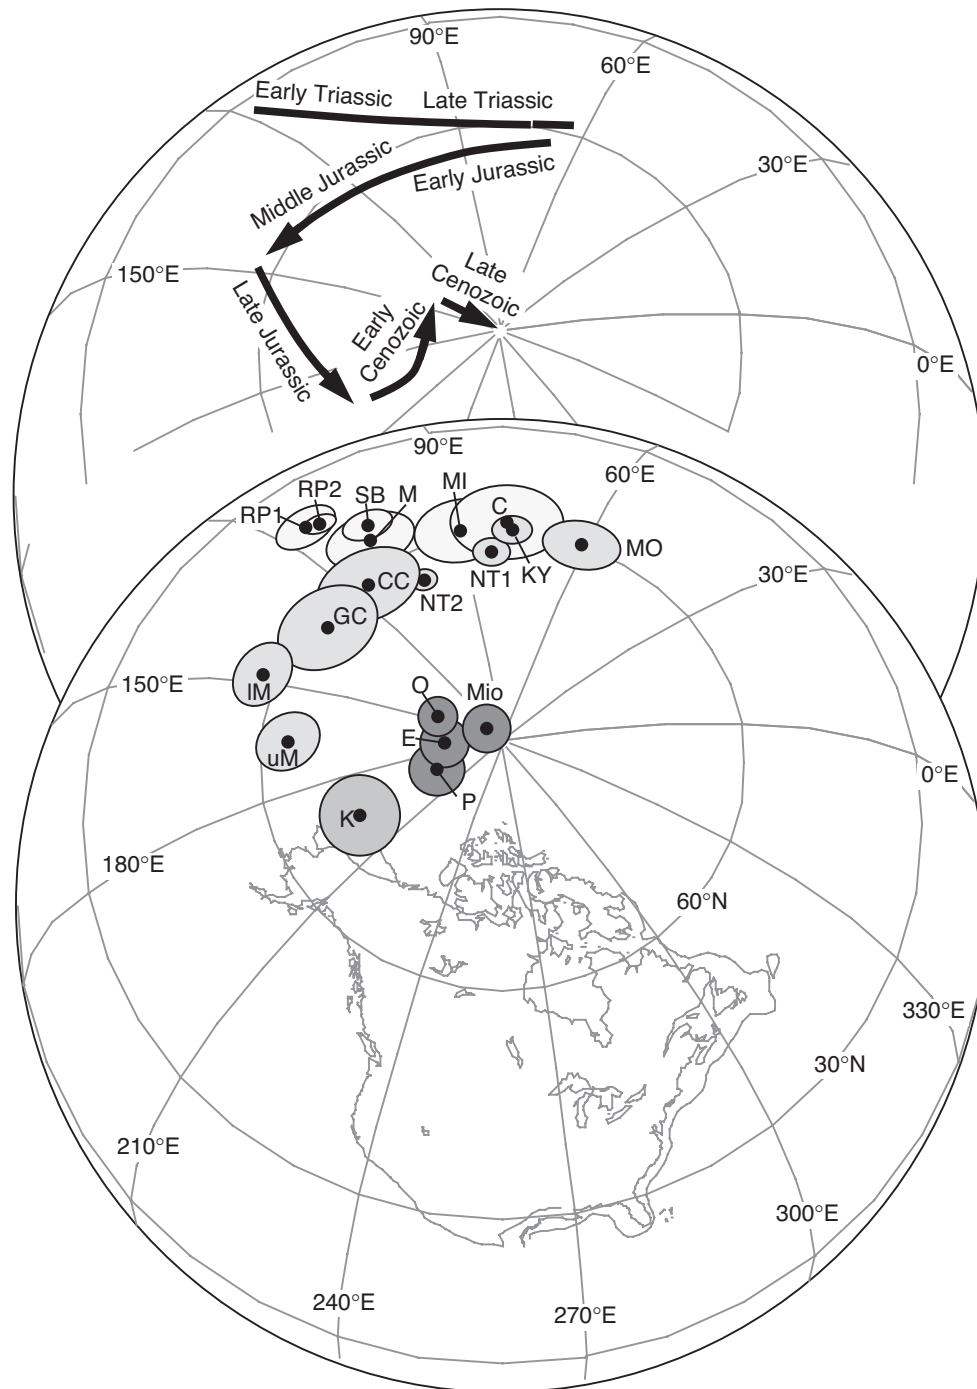 90°E
60°E
Early Triassic
Late Triassic
30°E
Middle Jurassic
Early Jurassic
150°E
Late
Cenozoic
Late Jurassic
Early
Cenozoic
0°E
90°E
60°E
RP2
RP1
SB
M
MI
C
MO
KY
NT1
NT2
CC
30°E
GC
150°E
lM
O
Mio
E
uM
P
0°E
K
180°E
60°N
330°E
30°N
210°E
300°E
240°E
270°E